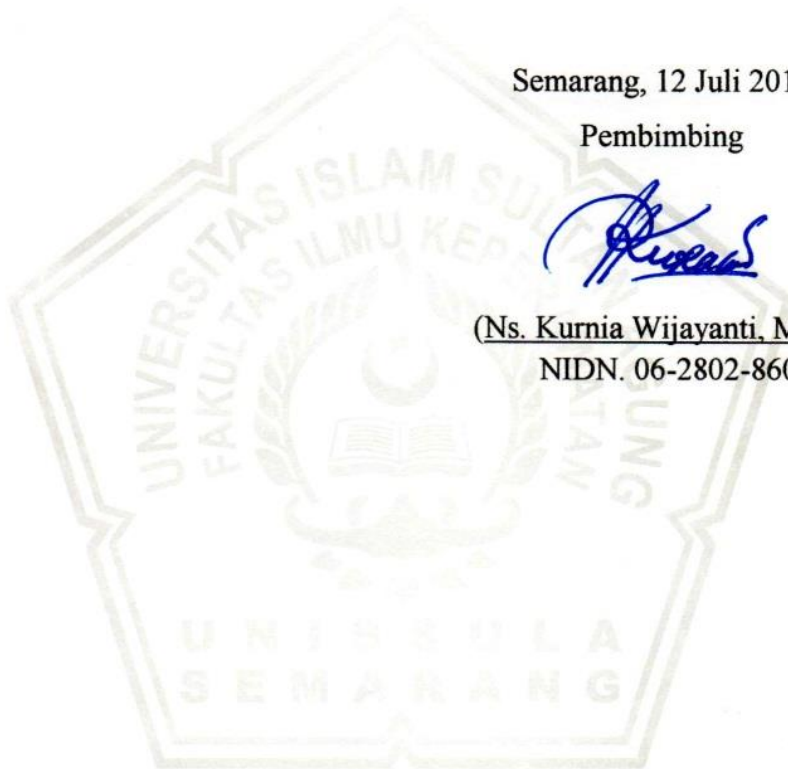 Semarang, 12 Juli 201
Pembimbing
(Ns. Kurnia Wijayanti, M
NIDN. 06-2802-860
UNIVERSITAS ISLAM SULTAN AGUNG
FAKULTAS ILMU KEPERAWATAN
UNISSULA
SEMARANG